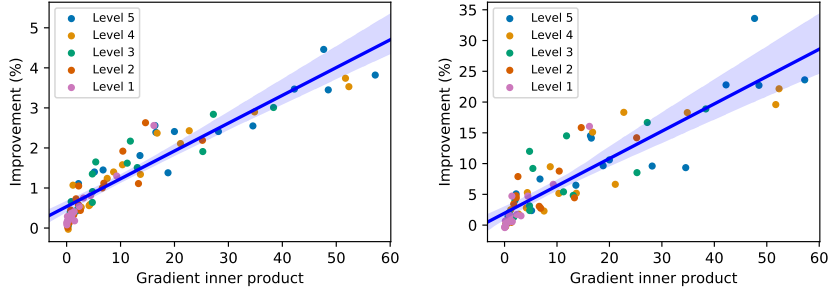 Level 5
Level 4
Level 3
Level 2
Level 1
5
4
3
2
1
0
Improvement (%)
0 10 20 30 40 50 60
Gradient inner product
Level 5
Level 4
Level 3
Level 2
Level 1
35
30
25
20
15
10
5
0
Improvement (%)
0 10 20 30 40 50 60
Gradient inner product